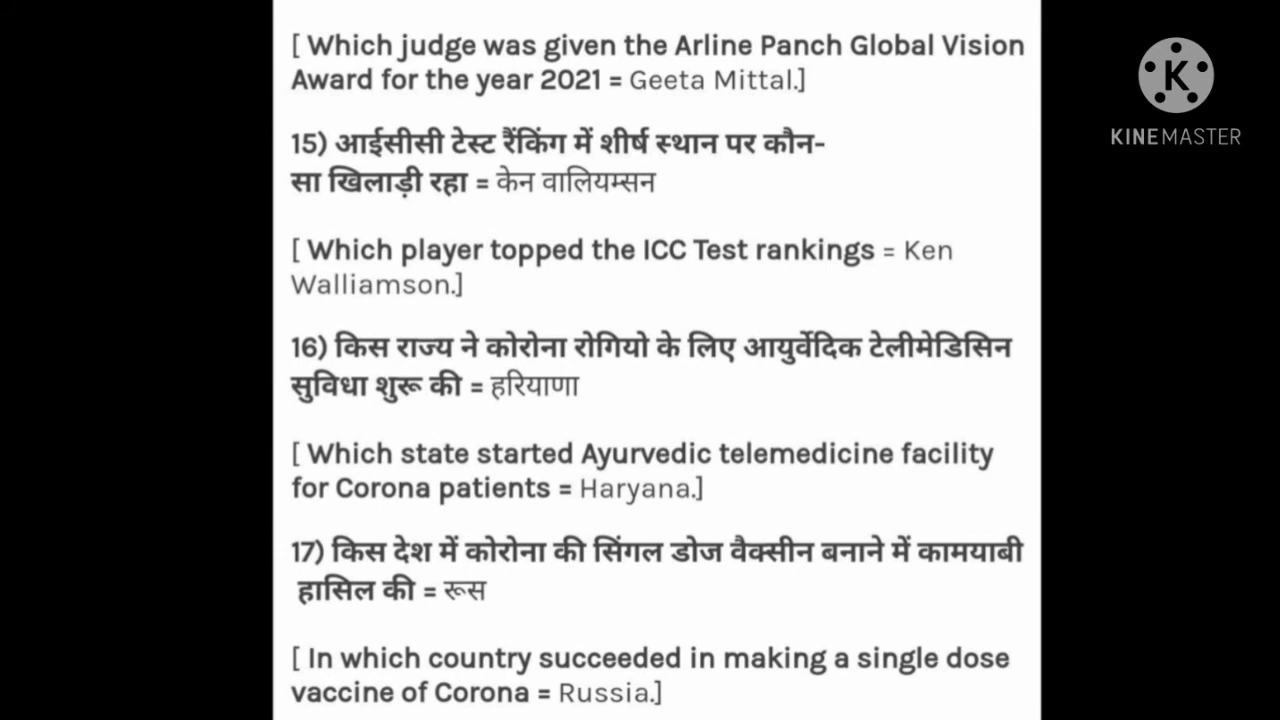 [ Which judge was given the Arline Panch Global Vision
Award for the year 2021 = Geeta Mittal.]
15) आईसीसी टेस्ट रैंकिंग में शीर्ष स्थान पर कौन-
सा खिलाड़ी रहा = केन वालियम्सन
[ Which player topped the ICC Test rankings = Ken
Walliamson.]
16) किस राज्य ने कोरोना रोगियो के लिए आयुर्वेदिक टेलीमेडिसिन
सुविधा शुरू की = हरियाणा
[ Which state started Ayurvedic telemedicine facility
for Corona patients = Haryana.]
17) किस देश में कोरोना की सिंगल डोज वैक्सीन बनाने में कामयाबी
हासिल की = रूस
[ In which country succeeded in making a single dose
vaccine of Corona = Russia.]
K
KINEMASTER